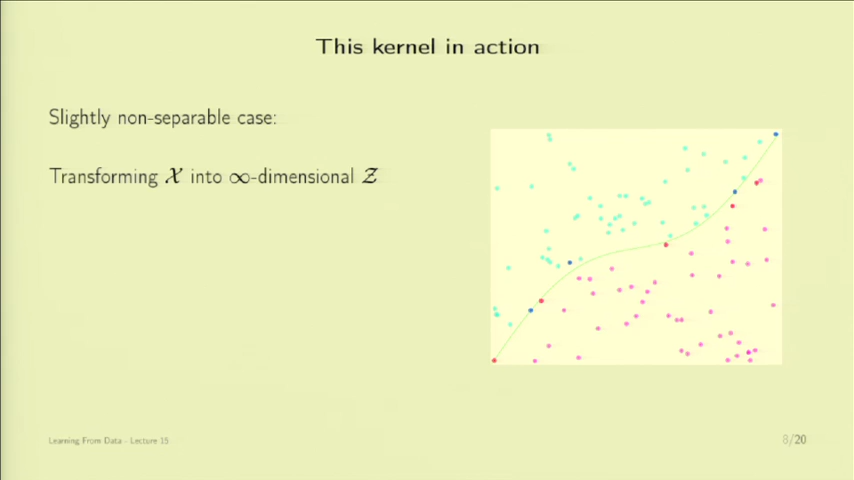 This kernel in action
Slightly non-separable case:
Transforming 𝒳 into ∞-dimensional 𝒵
Learning From Data - Lecture 15
8/20